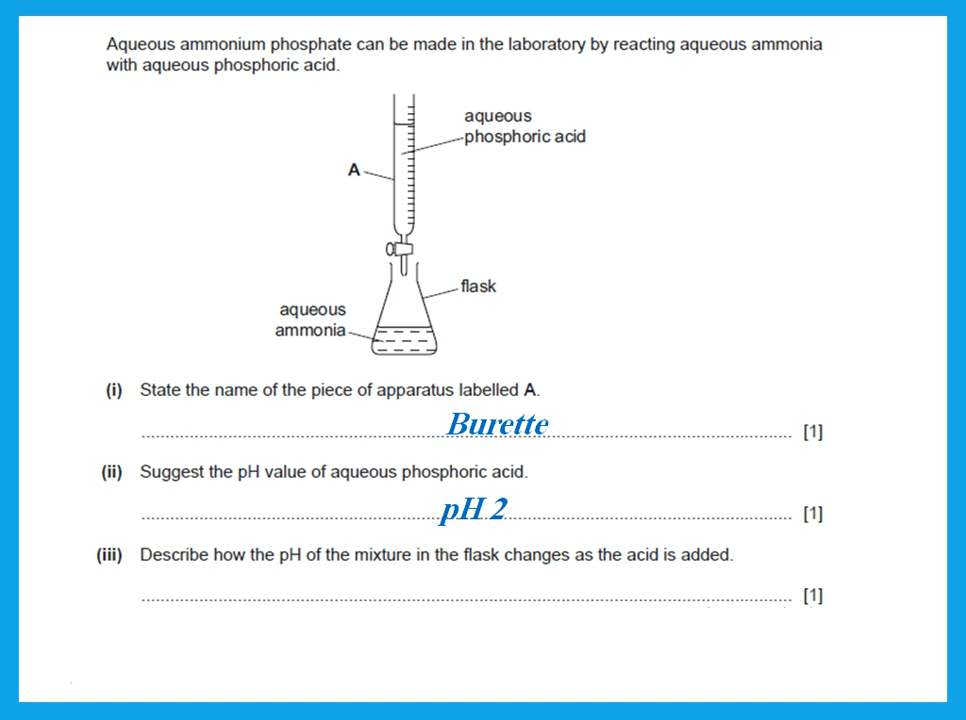 Aqueous ammonium phosphate can be made in the laboratory by reacting aqueous ammonia
with aqueous phosphoric acid.
aqueous
phosphoric acid
A
flask
aqueous
ammonia
(i) State the name of the piece of apparatus labelled A.
Burette
[1]
(ii) Suggest the pH value of aqueous phosphoric acid.
pH 2
[1]
(iii) Describe how the pH of the mixture in the flask changes as the acid is added.
[1]